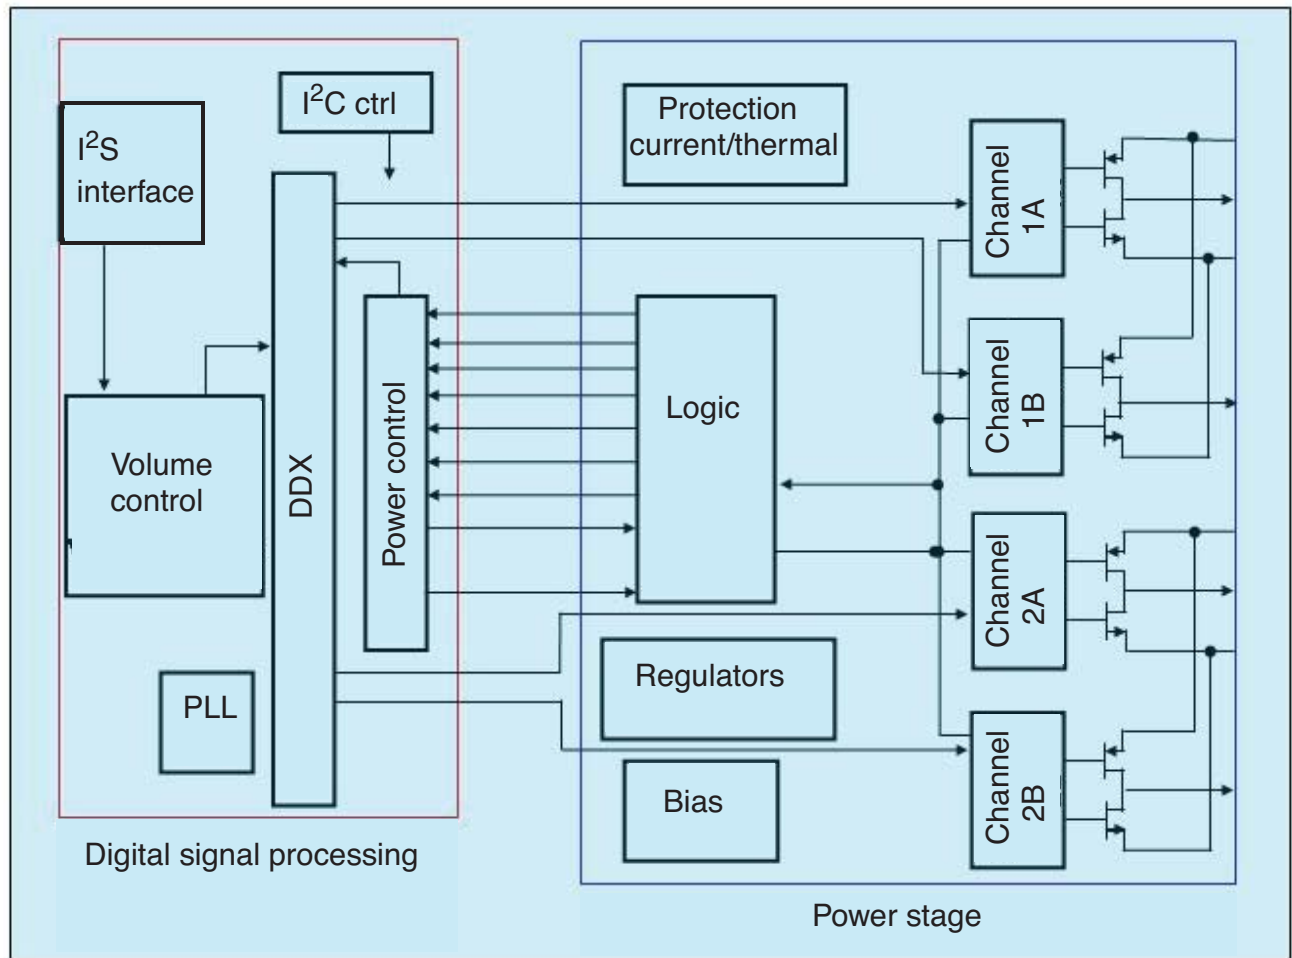 I²C ctrl
I²S
interface
Volume
control
DDX
Power control
PLL
Digital signal processing
Protection
current/thermal
Logic
Regulators
Bias
Channel
1A
Channel
1B
Channel
2A
Channel
2B
Power stage